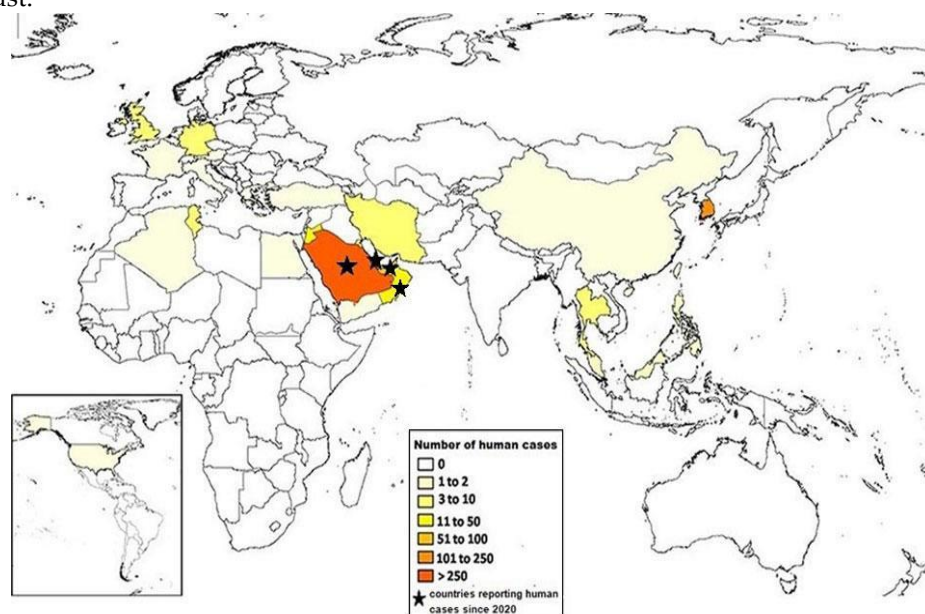 ast.
Number of human cases
0
1 to 2
3 to 10
11 to 50
51 to 100
101 to 250
> 250
countries reporting human
cases since 2020